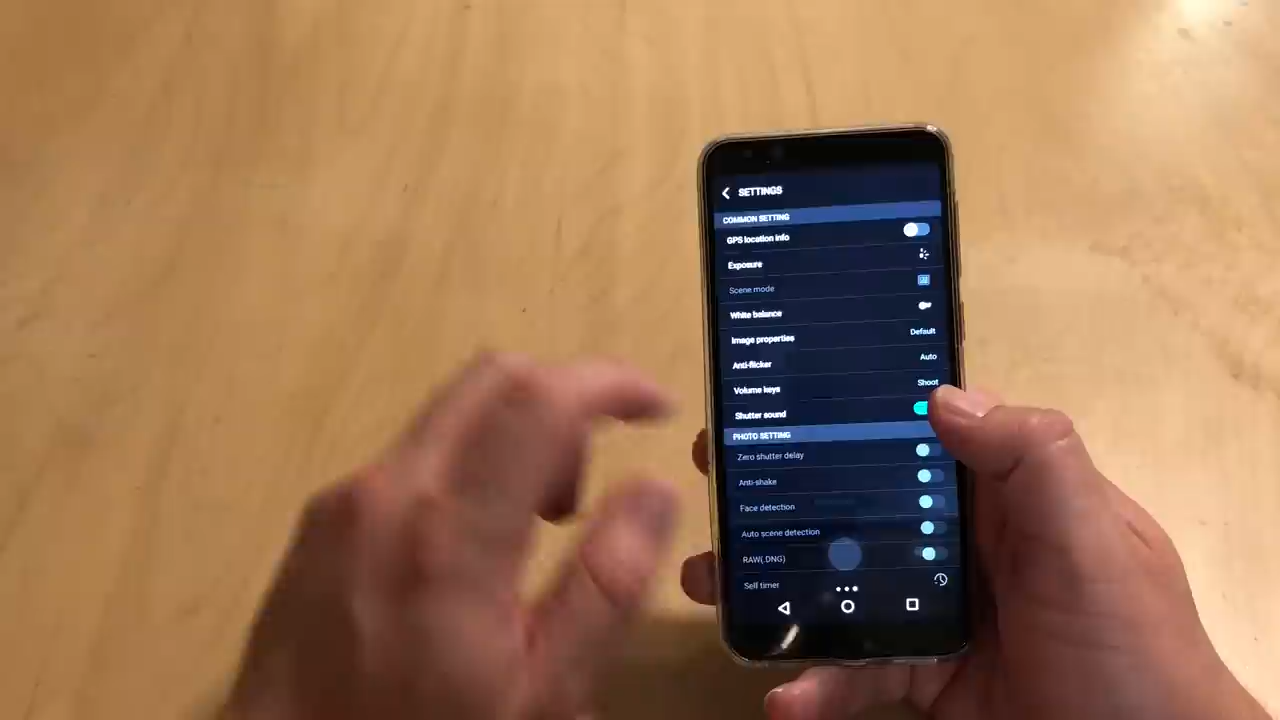 SETTINGS
COMMON SETTING
GPS location info
Exposure
Scene mode
White balance
Image properties Default
Anti-flicker Auto
Volume keys Shoot
Shutter sound
PHOTO SETTING
Zero shutter delay
Anti-shake
Face detection
Auto scene detection
RAW(.DNG)
Self timer